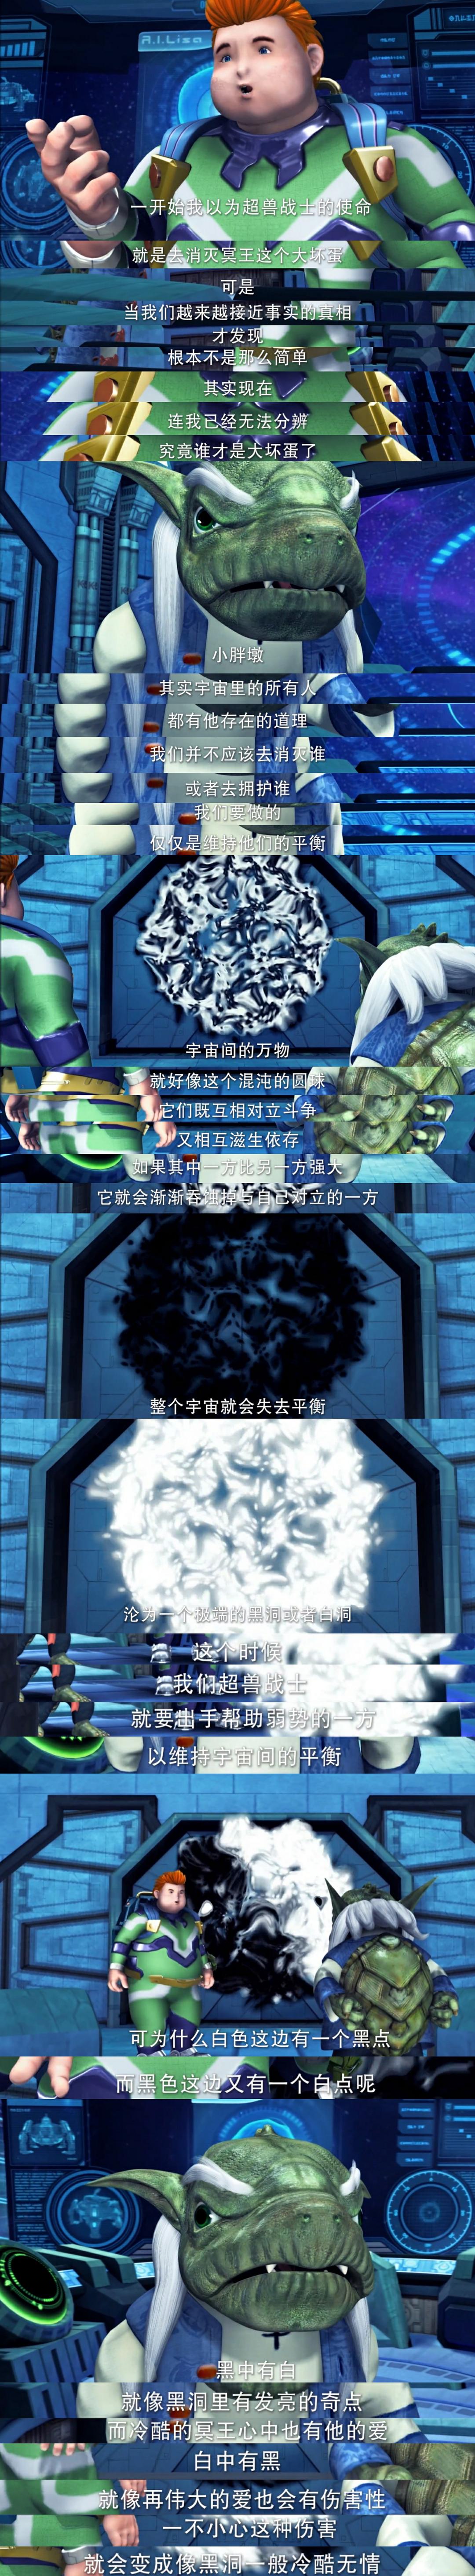 A.I.Lisa
一开始我以为超兽战士的使命
就是去消灭冥王这个大坏蛋
可是
当我们越来越接近事实的真相
才发现
根本不是那么简单
其实现在
连我已经无法分辨
究竟谁才是大坏蛋了
小胖墩
其实宇宙里的所有人
都有他存在的道理
我们并不应该去消灭谁
或者去拥护谁
我们要做的
仅仅是维持他们的平衡
宇宙间的万物
就好像这个混沌的圆球
它们既互相对立斗争
又相互滋生依存
如果其中一方比另一方强大
它就会渐渐吞蚀掉与自己对立的一方
整个宇宙就会失去平衡
沦为一个极端的黑洞或者白洞
这个时候
我们超兽战士
就要出手帮助弱势的一方
以维持宇宙间的平衡
可为什么白色这边有一个黑点
而黑色这边又有一个白点呢
黑中有白
就像黑洞里有发亮的奇点
而冷酷的冥王心中也有他的爱
白中有黑
就像再伟大的爱也会有伤害性
一不小心这种伤害
就会变成像黑洞一般冷酷无情